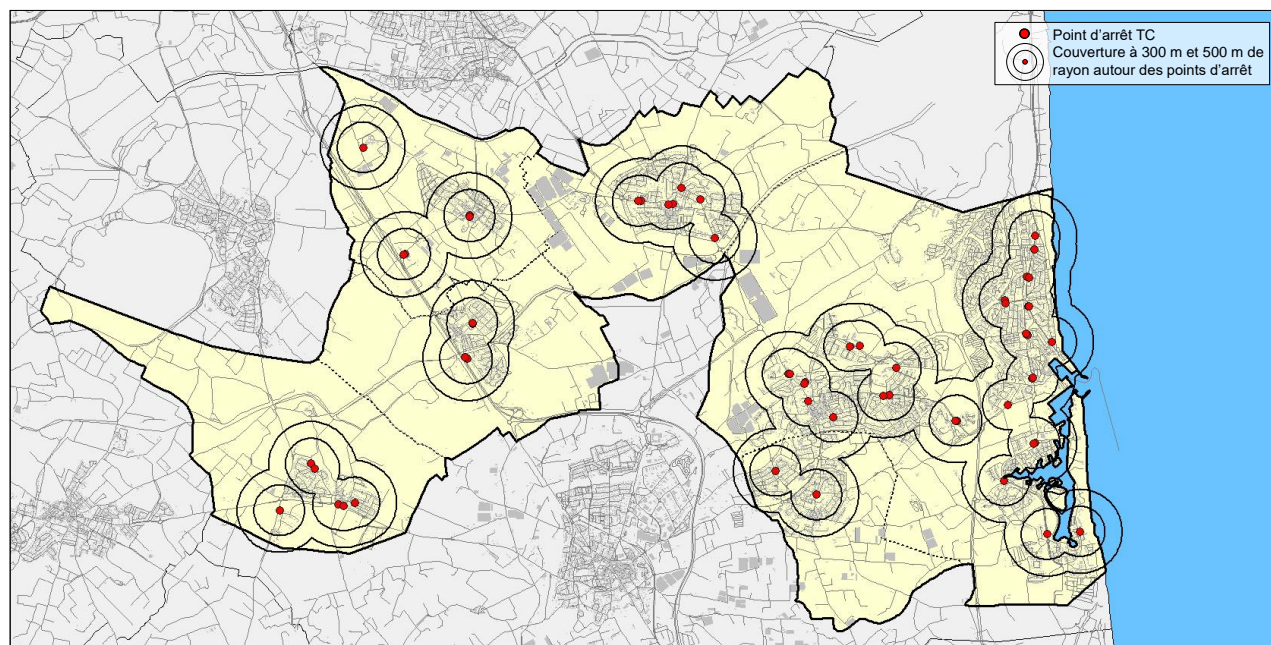 Point d'arrêt TC
Couverture à 300 m et 500 m de
rayon autour des points d'arrêt